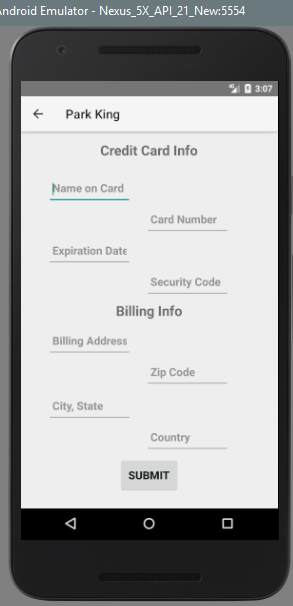 Android Emulator - Nexus_5X_API_21_New:5554
3:07
Park King
Credit Card Info
Name on Card
Card Number
Expiration Date
Security Code
Billing Info
Billing Address
Zip Code
City, State
Country
SUBMIT